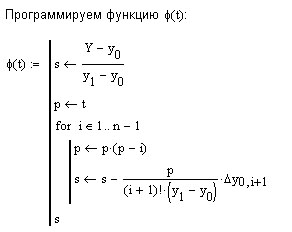 Программируем функцию ϕ(t):
ϕ(t) := s ← (Y − y₀)/(y₁ − y₀)
p ← t
for i ∈ 1 .. n − 1
p ← p·(p − i)
s ← s − p/((i + 1)!·(y₁ − y₀))·Δy₀,ᵢ₊₁
s